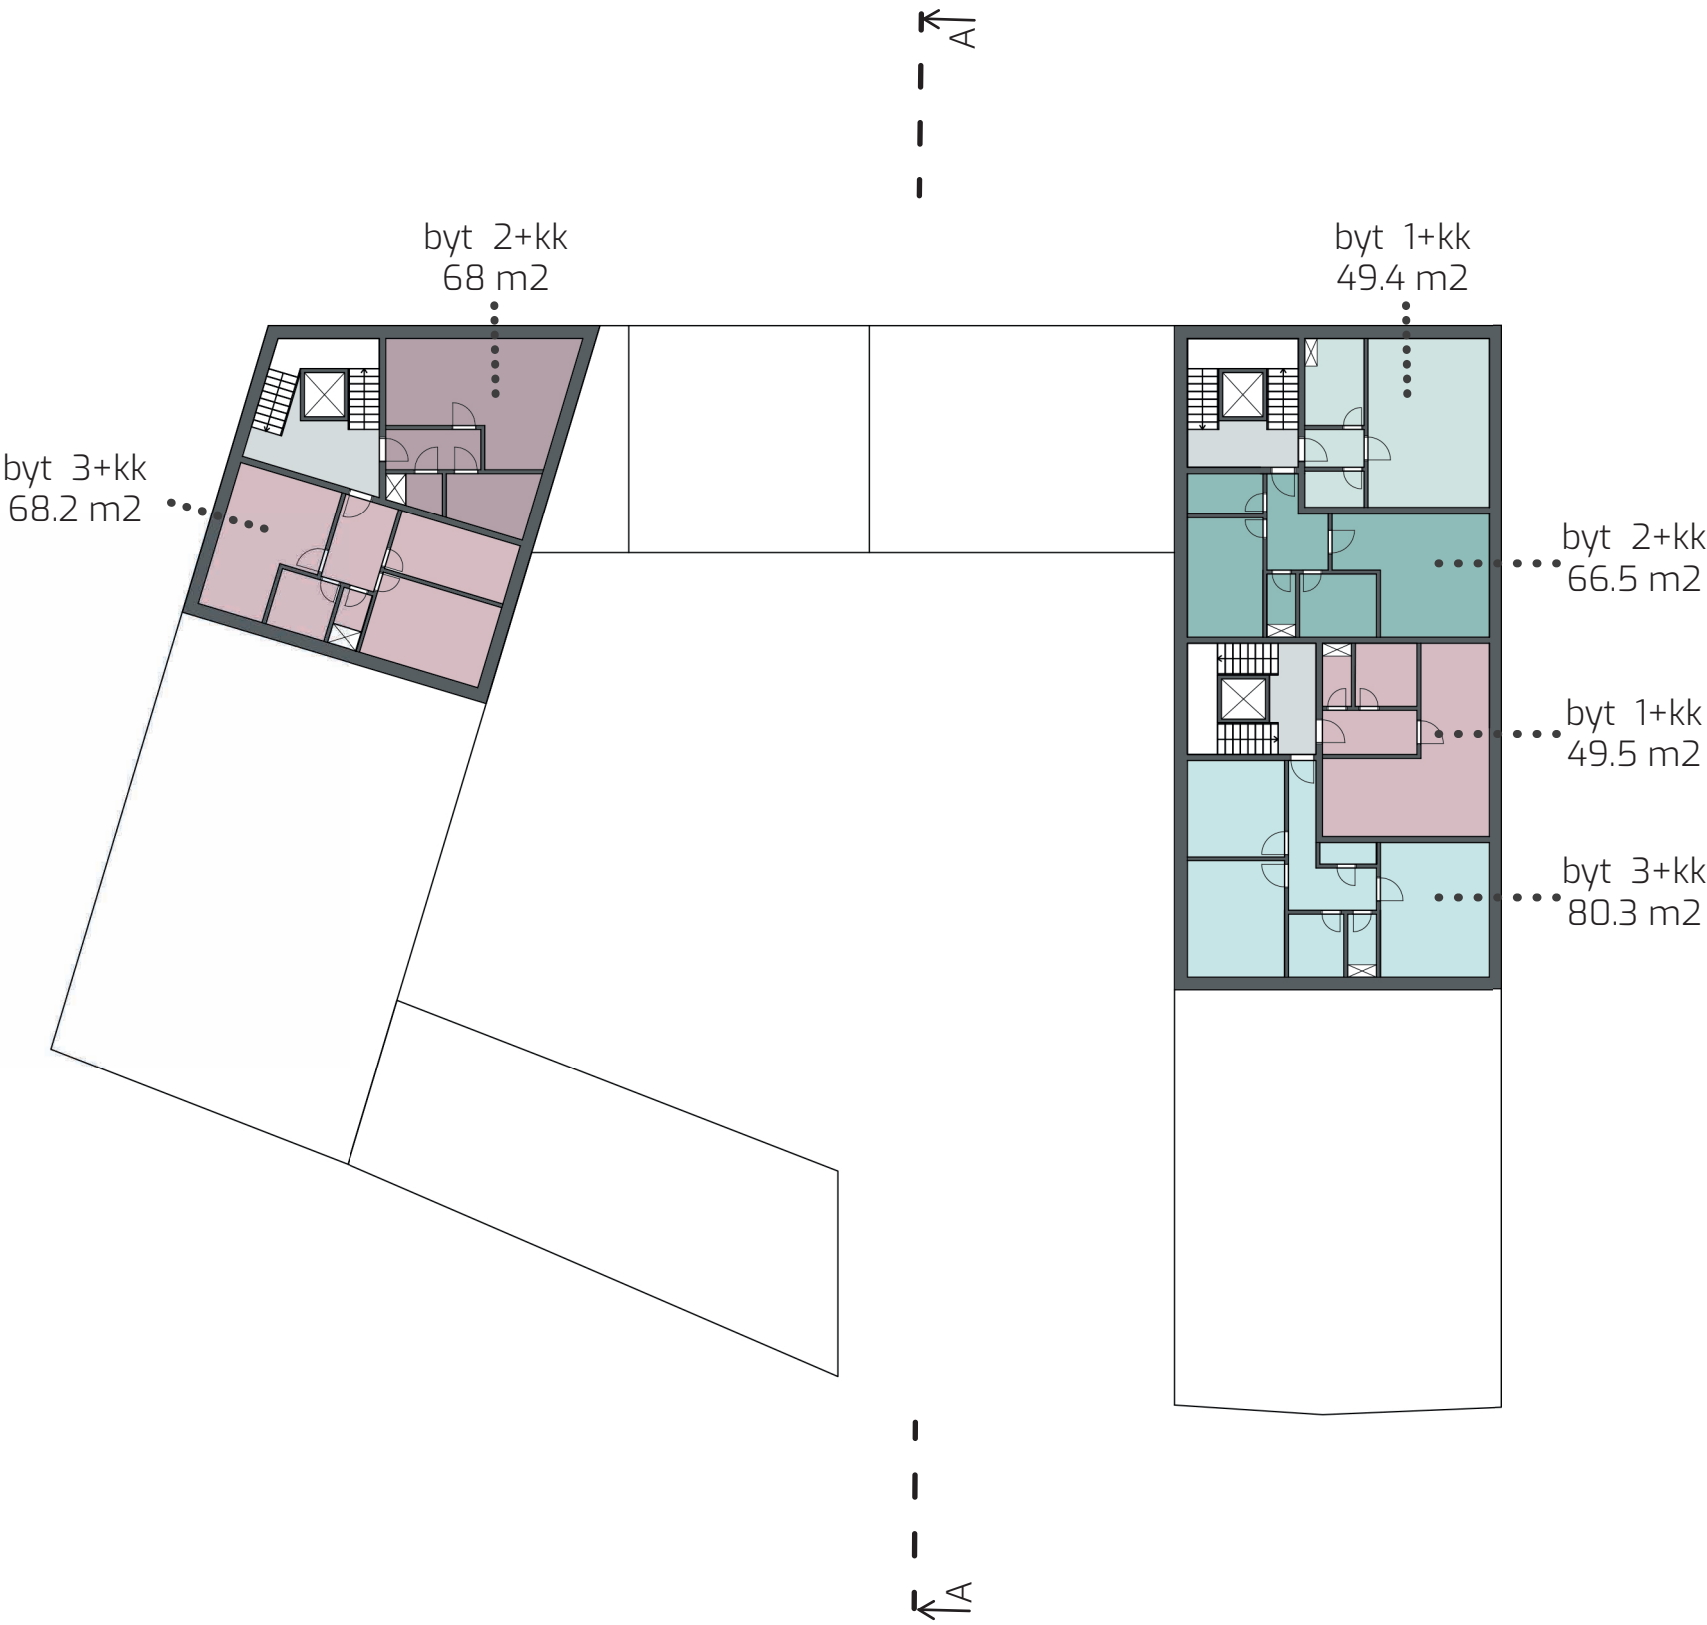 A
byt 2+kk
68 m2
byt 1+kk
49.4 m2
byt 3+kk
68.2 m2
byt 2+kk
66.5 m2
byt 1+kk
49.5 m2
byt 3+kk
80.3 m2
A